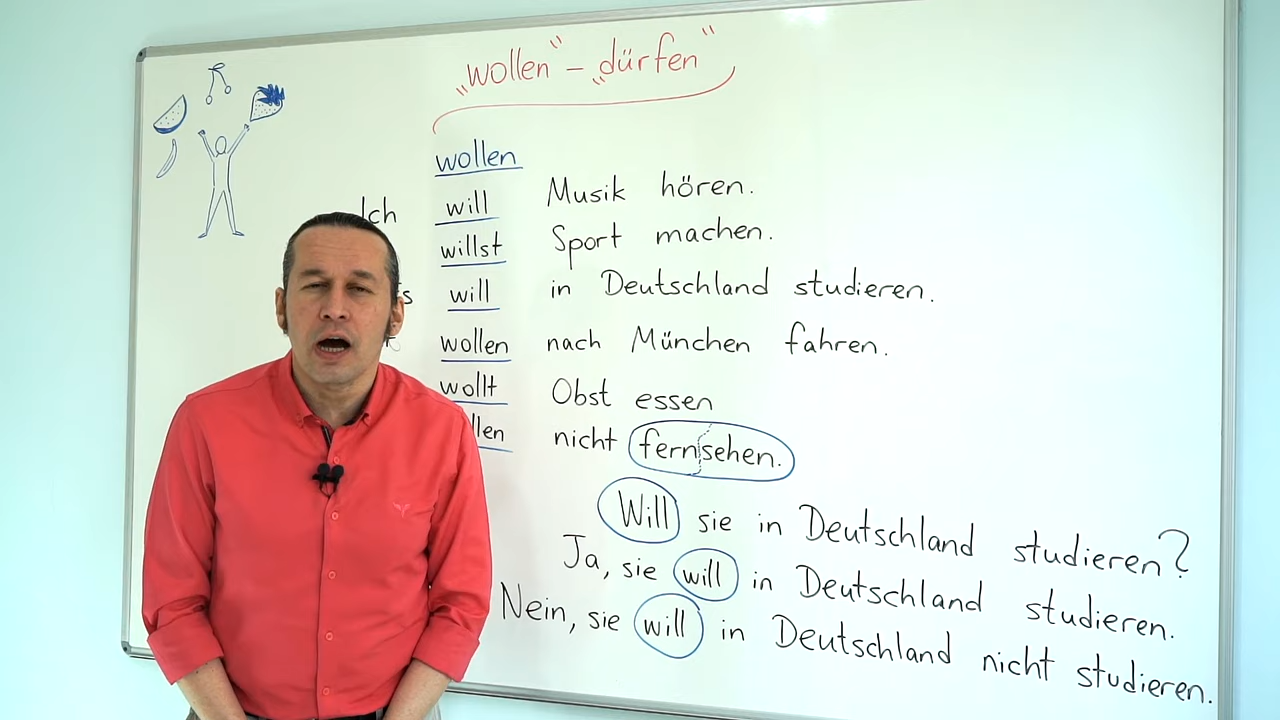 „wollen" – „dürfen"
wollen
Ich will Musik hören.
willst Sport machen.
will in Deutschland studieren.
wollen nach München fahren.
wollt Obst essen
nicht fernsehen.
Will sie in Deutschland studieren?
Ja, sie will in Deutschland studieren.
Nein, sie will in Deutschland nicht studieren.